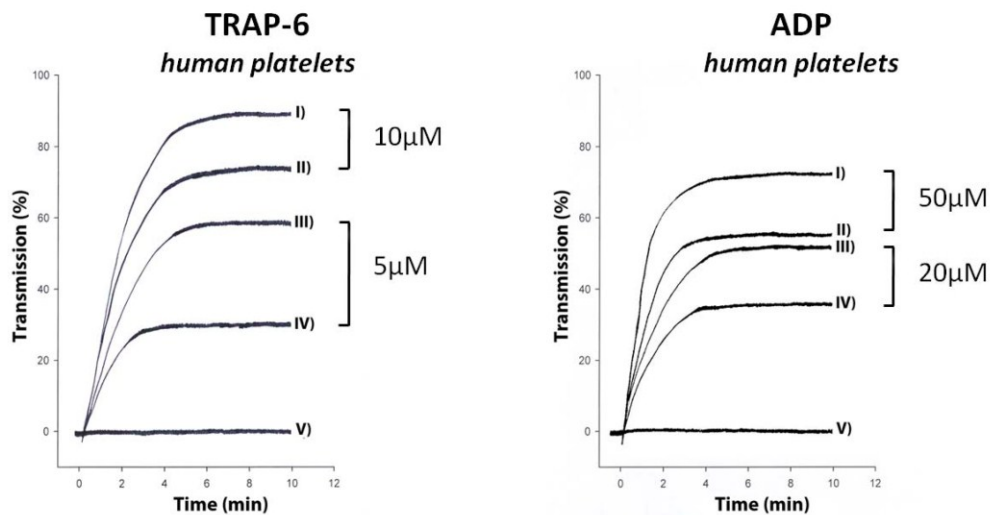 TRAP-6
human platelets
100
80
60
40
20
0
Transmission (%)
I)
II)
III)
IV)
V)
10µM
5µM
0 2 4 6 8 10 12
Time (min)
ADP
human platelets
100
80
60
40
20
0
Transmission (%)
I)
II)
III)
IV)
V)
50µM
20µM
0 2 4 6 8 10 12
Time (min)